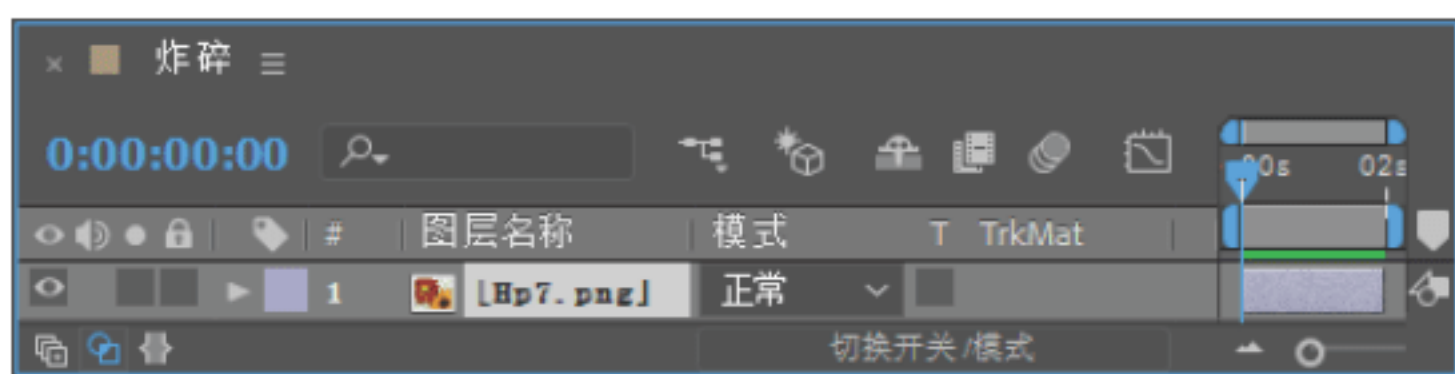 × 炸碎 ≡
0:00:00:00 00s 02s
# 图层名称 模式 T TrkMat
1 [Hp7.png] 正常
切换开关/模式